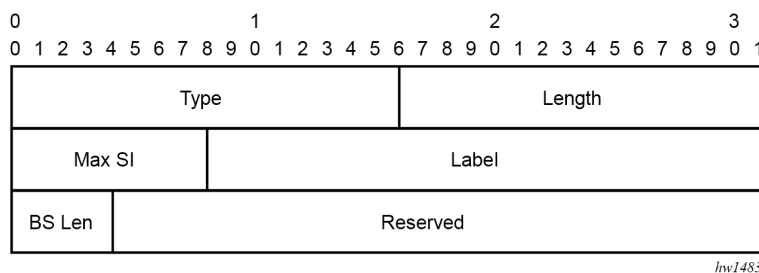 0 1 2 3
0 1 2 3 4 5 6 7 8 9 0 1 2 3 4 5 6 7 8 9 0 1 2 3 4 5 6 7 8 9 0 1
Type Length
Max SI Label
BS Len Reserved
hw1483